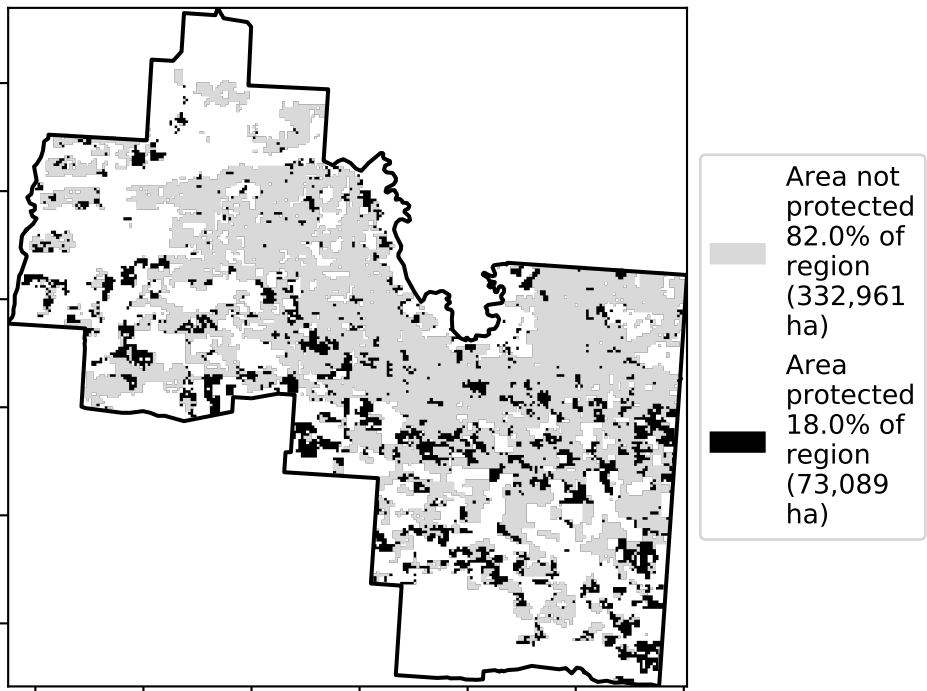 Area not
protected
82.0% of
region
(332,961
ha)
Area
protected
18.0% of
region
(73,089
ha)